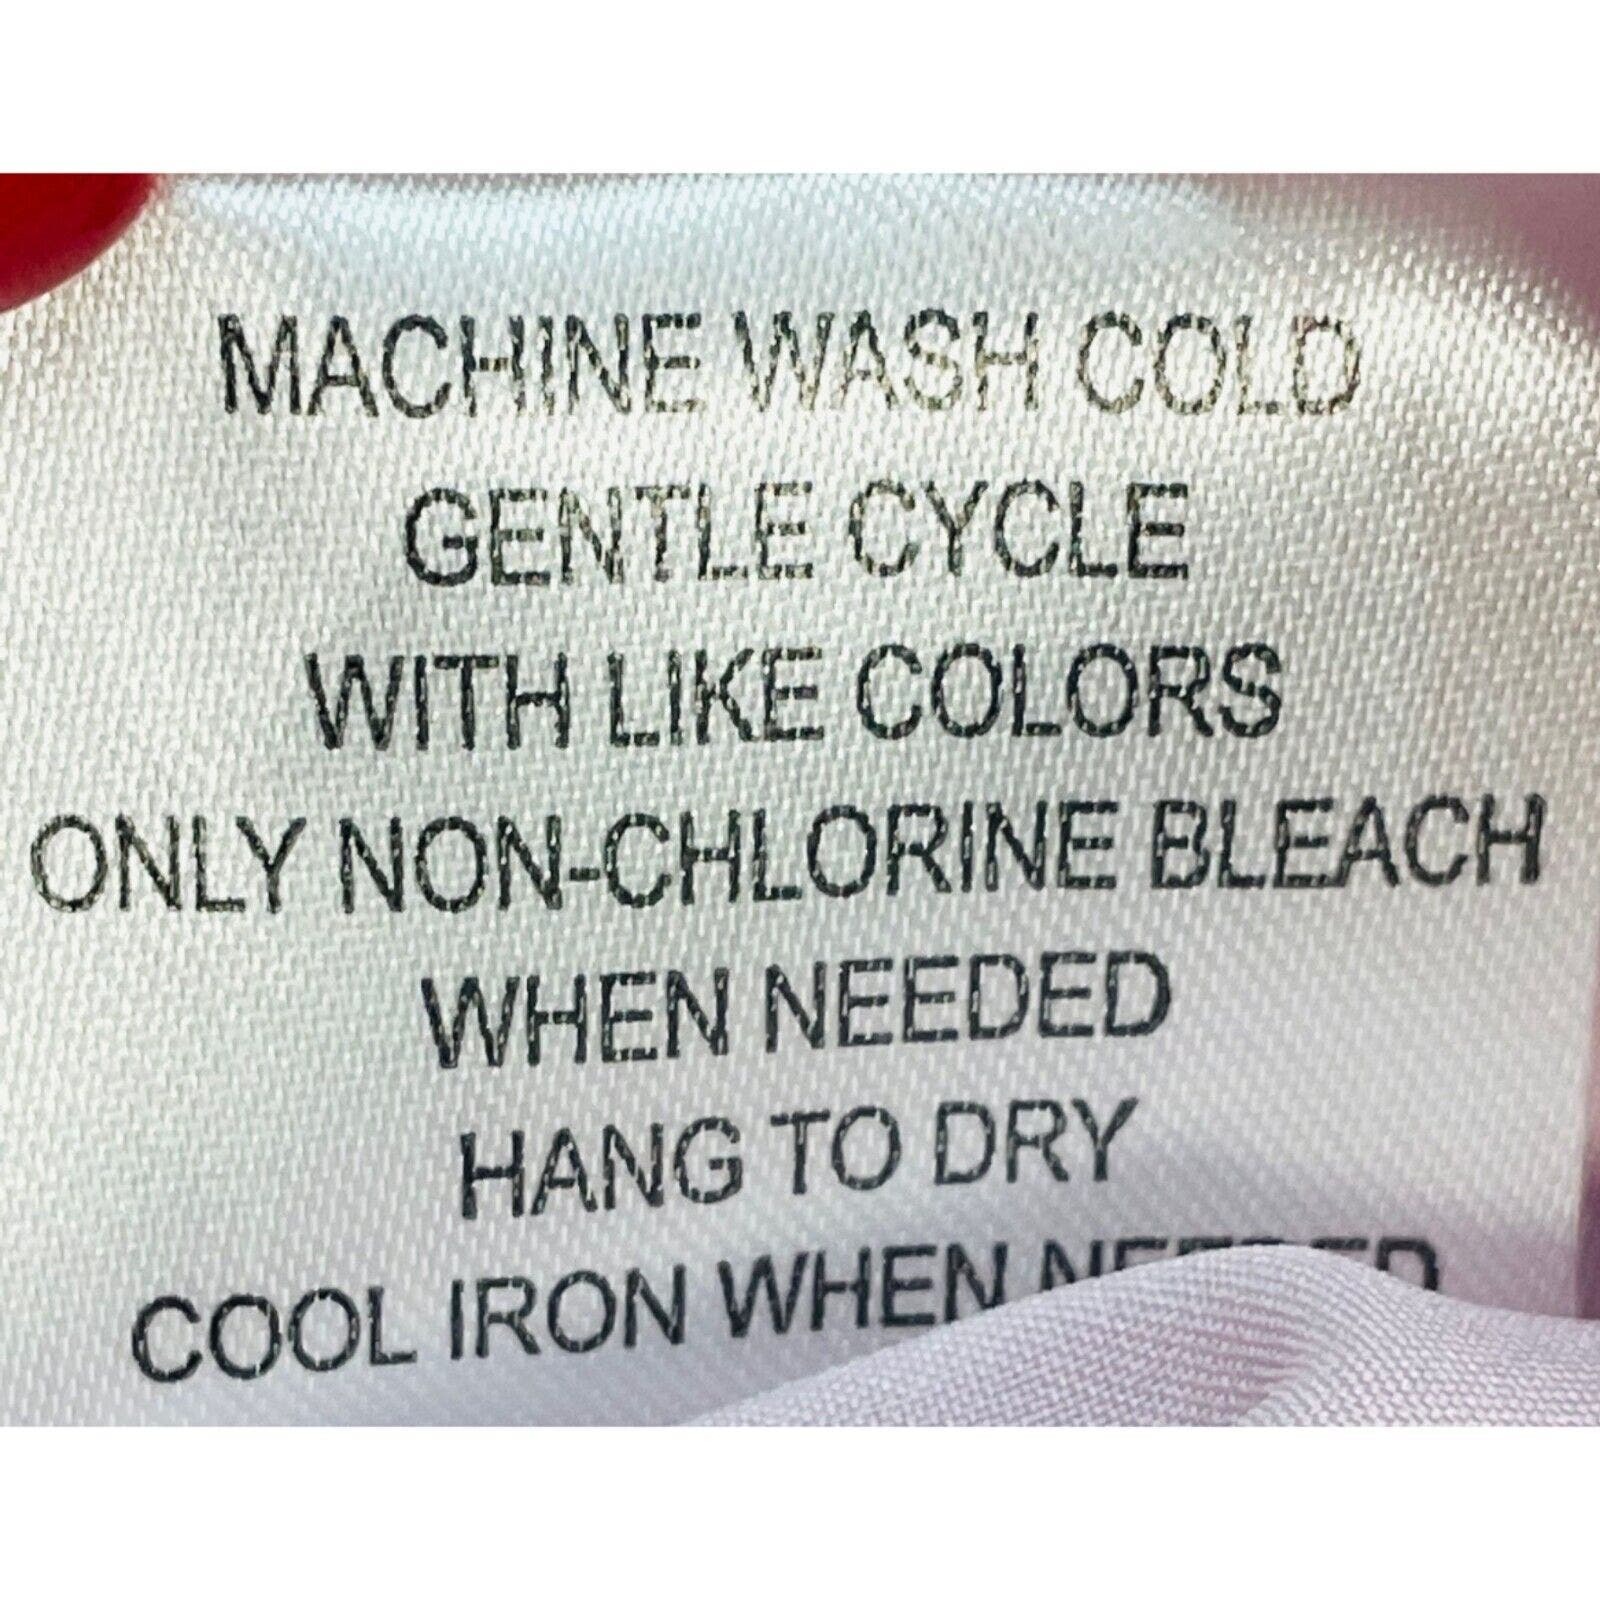 MACHINE WASH COLD
GENTLE CYCLE
WITH LIKE COLORS
ONLY NON-CHLORINE BLEACH
WHEN NEEDED
HANG TO DRY
COOL IRON WHEN NEEDED